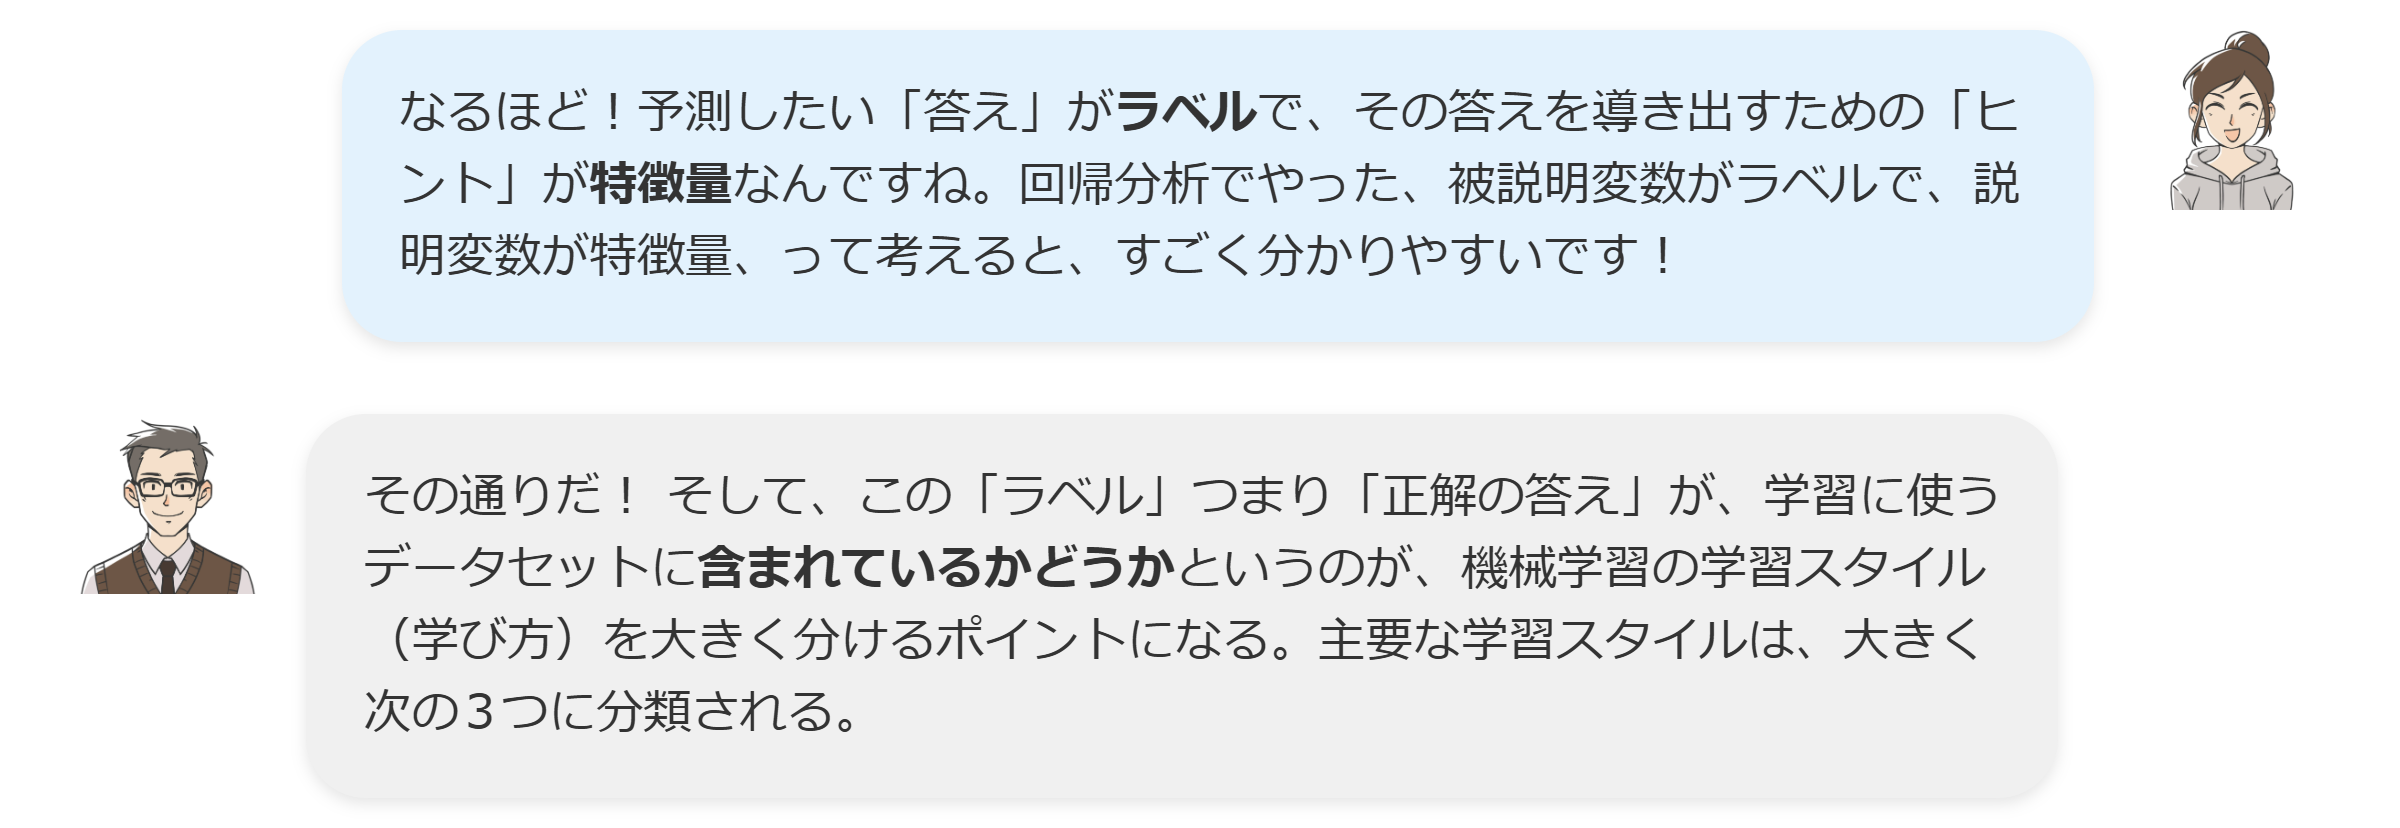 なるほど！予測したい「答え」がラベルで、その答えを導き出すための「ヒ
ント」が特徴量なんですね。回帰分析でやった、被説明変数がラベルで、説
明変数が特徴量、って考えると、すごく分かりやすいです！
その通りだ！ そして、この「ラベル」つまり「正解の答え」が、学習に使う
データセットに含まれているかどうかというのが、機械学習の学習スタイル
（学び方）を大きく分けるポイントになる。主要な学習スタイルは、大きく
次の３つに分類される。